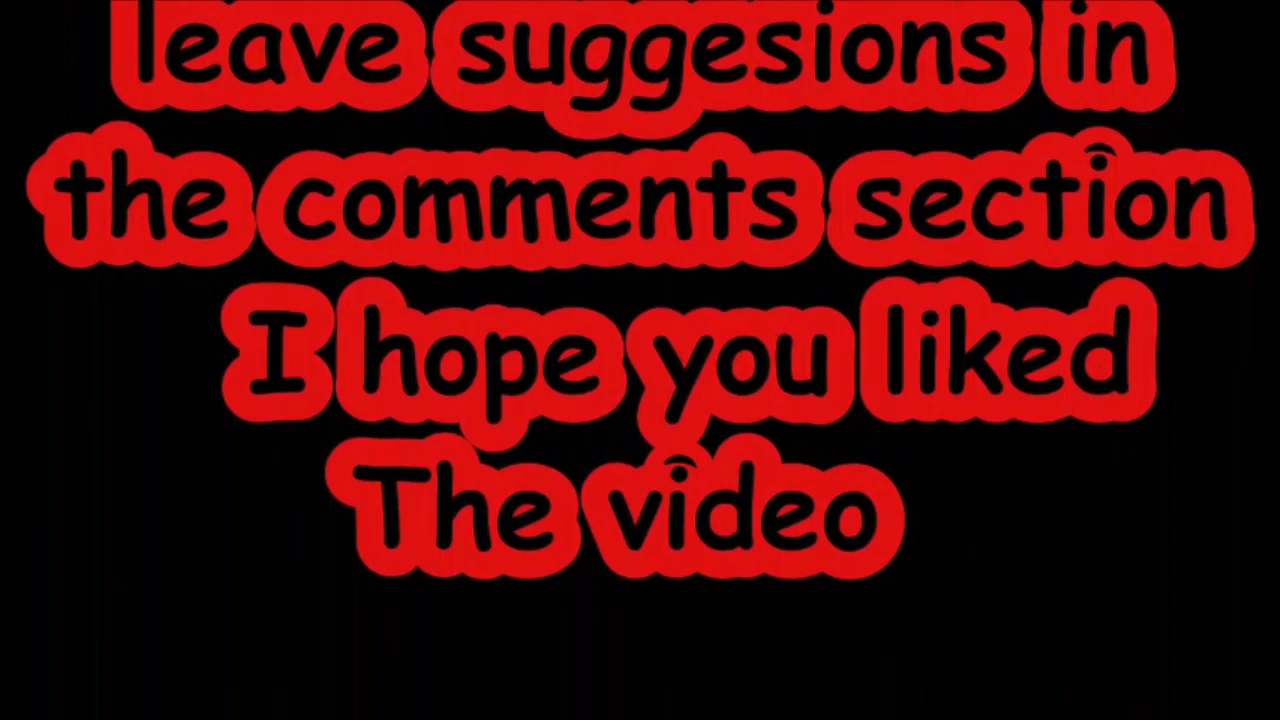 leave suggesions in
the comments section
I hope you liked
The video